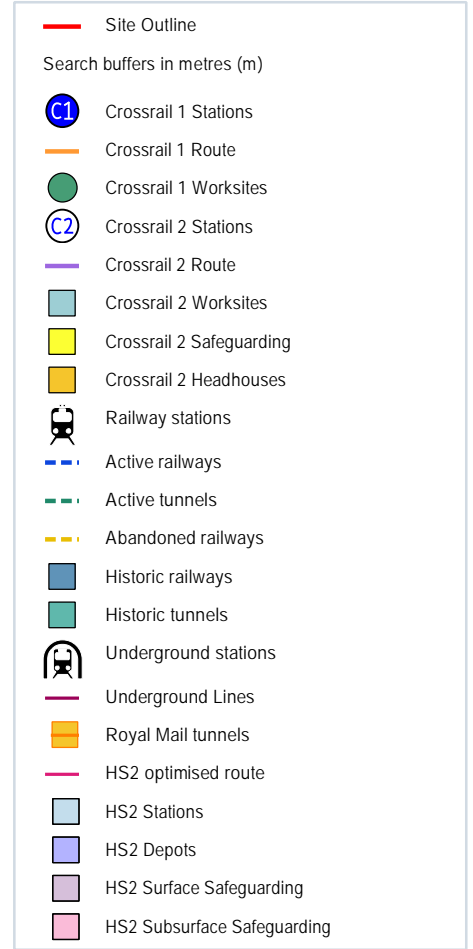 Site Outline
Search buffers in metres (m)
C1 Crossrail 1 Stations
Crossrail 1 Route
Crossrail 1 Worksites
C2 Crossrail 2 Stations
Crossrail 2 Route
Crossrail 2 Worksites
Crossrail 2 Safeguarding
Crossrail 2 Headhouses
Railway stations
Active railways
Active tunnels
Abandoned railways
Historic railways
Historic tunnels
Underground stations
Underground Lines
Royal Mail tunnels
HS2 optimised route
HS2 Stations
HS2 Depots
HS2 Surface Safeguarding
HS2 Subsurface Safeguarding